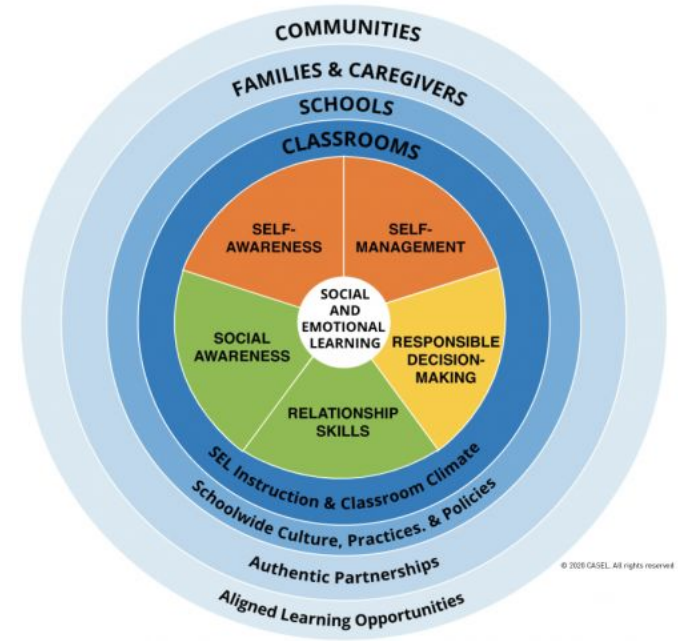 COMMUNITIES
FAMILIES & CAREGIVERS
SCHOOLS
CLASSROOMS
SELF-
AWARENESS
SELF-
MANAGEMENT
SOCIAL
AND
EMOTIONAL
LEARNING
SOCIAL
AWARENESS
RESPONSIBLE
DECISION-
MAKING
RELATIONSHIP
SKILLS
SEL Instruction & Classroom Climate
Schoolwide Culture, Practices. & Policies
Authentic Partnerships
Aligned Learning Opportunities
© 2020 CASEL. All rights reserved